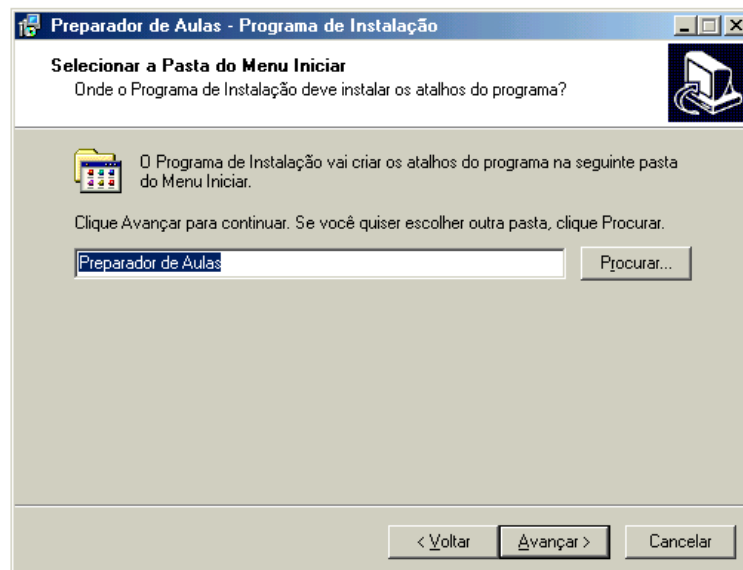 Preparador de Aulas - Programa de Instalação
Selecionar a Pasta do Menu Iniciar
Onde o Programa de Instalação deve instalar os atalhos do programa?
O Programa de Instalação vai criar os atalhos do programa na seguinte pasta
do Menu Iniciar.
Clique Avançar para continuar. Se você quiser escolher outra pasta, clique Procurar.
Preparador de Aulas
Procurar...
< Voltar
Avançar >
Cancelar